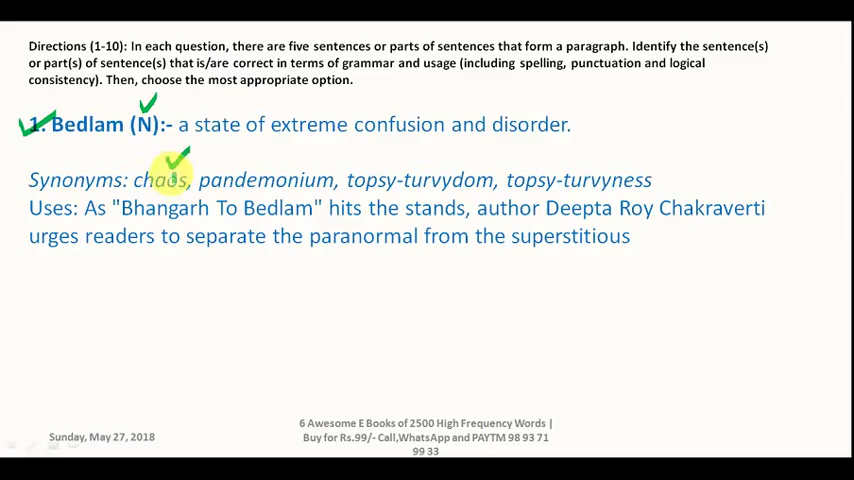 Directions (1-10): In each question, there are five sentences or parts of sentences that form a paragraph. Identify the sentence(s)
or part(s) of sentence(s) that is/are correct in terms of grammar and usage (including spelling, punctuation and logical
consistency). Then, choose the most appropriate option.
1. Bedlam (N):- a state of extreme confusion and disorder.
Synonyms: chaos, pandemonium, topsy-turvydom, topsy-turvyness
Uses: As "Bhangarh To Bedlam" hits the stands, author Deepta Roy Chakraverti
urges readers to separate the paranormal from the superstitious
Sunday, May 27, 2018
6 Awesome E Books of 2500 High Frequency Words |
Buy for Rs.99/- Call,WhatsApp and PAYTM 98 93 71
99 33